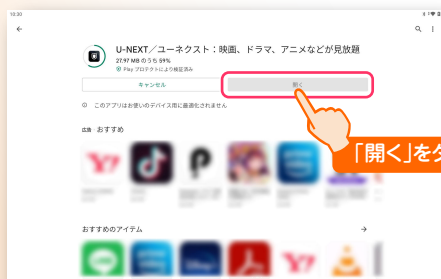 10:30
U-NEXT／ユーネクスト：映画、ドラマ、アニメなどが見放題
27.97 MB のうち 59%
Play プロテクトにより検証済み
キャンセル
開く
このアプリはお使いのデバイス用に最適化されません
広告・おすすめ
「開く」を
おすすめのアイテム